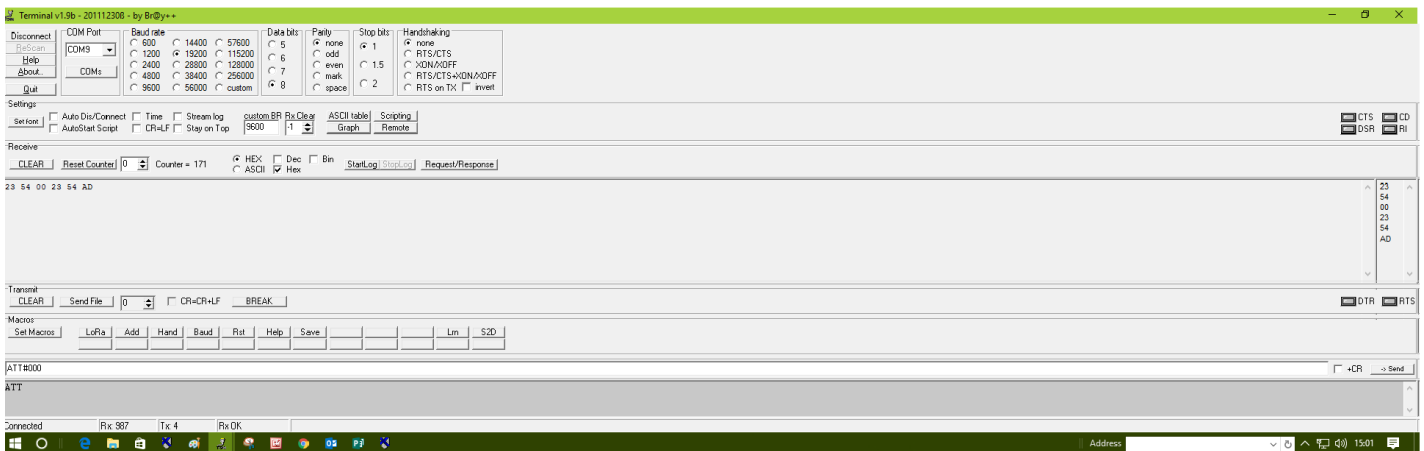 Terminal v1.9b - 20111230ß - by Br@y++
Disconnect
ReScan
Help
About..
Quit
COM Port
COM9
COMs
Baud rate
600 14400 57600
1200 19200 115200
2400 28800 128000
4800 38400 256000
9600 56000 custom
Data bits
5
6
7
8
Parity
none
odd
even
mark
space
Stop bits
1
1.5
2
Handshaking
none
RTS/CTS
XON/XOFF
RTS/CTS+XON/XOFF
RTS on TX invert
Settings
Set font
Auto Dis/Connect Time Stream log
AutoStart Script CR=LF Stay on Top
custom BR Rx Clear
9600 -1
ASCII table Scripting
Graph Remote
CTS CD
DSR RI
Receive
CLEAR Reset Counter 0 Counter = 171
HEX Dec Bin
ASCII Hex
StartLog StopLog Request/Response
23 54 00 23 54 AD
23
54
00
23
54
AD
Transmit
CLEAR Send File 0 CR=CR+LF BREAK
DTR RTS
Macros
Set Macros LoRa Add Hand Baud Rst Help Save Lrn S2D
ATT#000
+CR -> Send
ATT
Connected Rx: 987 Tx: 4 Rx OK
Address 15:01